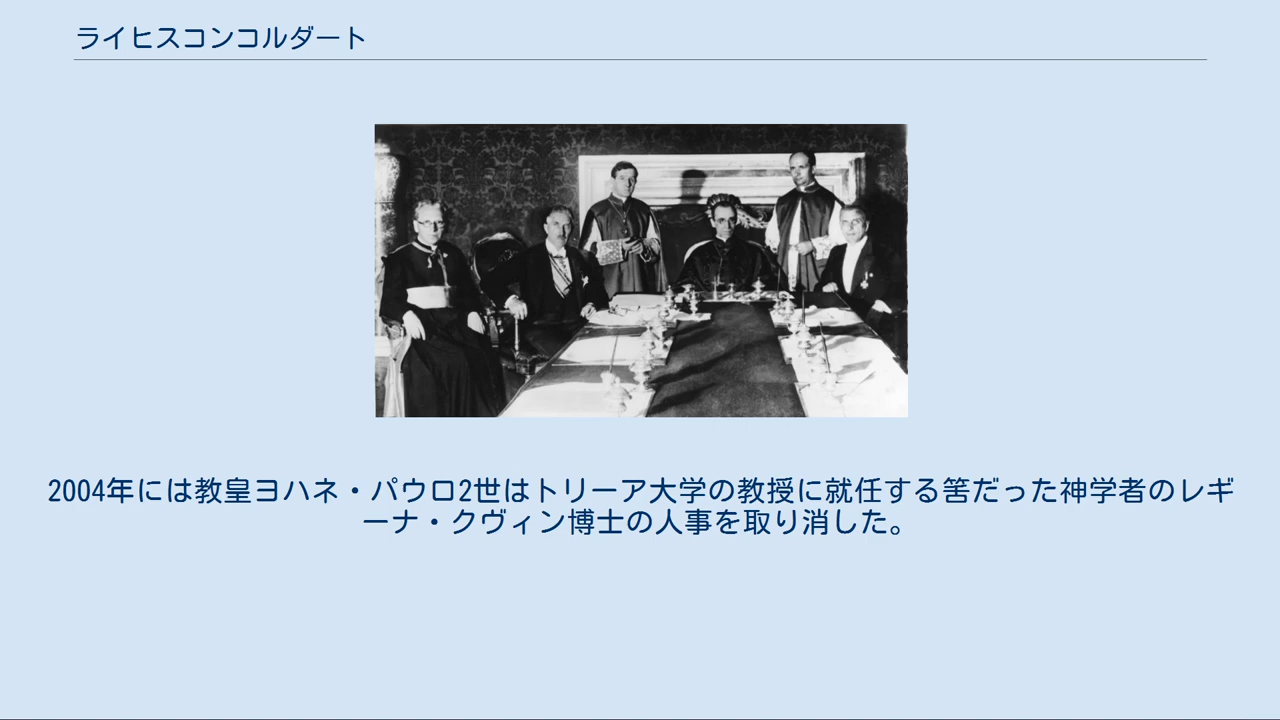 ライヒスコンコルダート
2004年には教皇ヨハネ・パウロ2世はトリーア大学の教授に就任する筈だった神学者のレギ
ーナ・クヴィン博士の人事を取り消した。